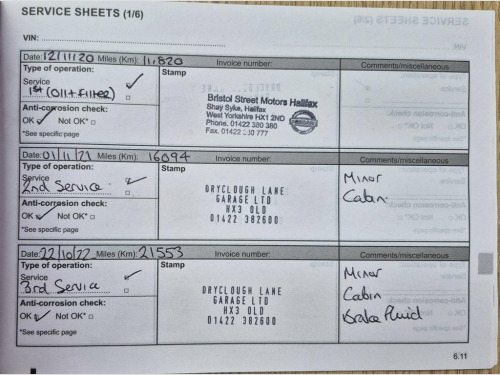 SERVICE SHEETS (1/6)
VIN:
Date: 12/11/20 Miles (Km): 11,820 Invoice number: Comments/miscellaneous
Type of operation: Stamp
Service ✓
1st (Oil + filter) □
Anti-corrosion check:
OK ✓ Not OK* □
*See specific page
Bristol Street Motors Halifax
Shay Syke, Halifax
West Yorkshire HX1 2ND
Phone. 01422 380 380
Fax. 01422 330 777
Date: 01/11/21 Miles (Km): 16094 Invoice number: Comments/miscellaneous
Type of operation: Stamp
Service ✓
2nd Service □
Anti-corrosion check:
OK ✓ Not OK* □
*See specific page
DRYCLOUGH LANE
GARAGE LTD
HX3 0LD
01422 382600
Minor
Cabin
Date: 22/10/22 Miles (Km): 21553 Invoice number: Comments/miscellaneous
Type of operation: Stamp
Service ✓
3rd Service □
Anti-corrosion check:
OK ✓ Not OK* □
*See specific page
DRYCLOUGH LANE
GARAGE LTD
HX3 0LD
01422 382600
Minor
Cabin
Brake Fluid
6.11